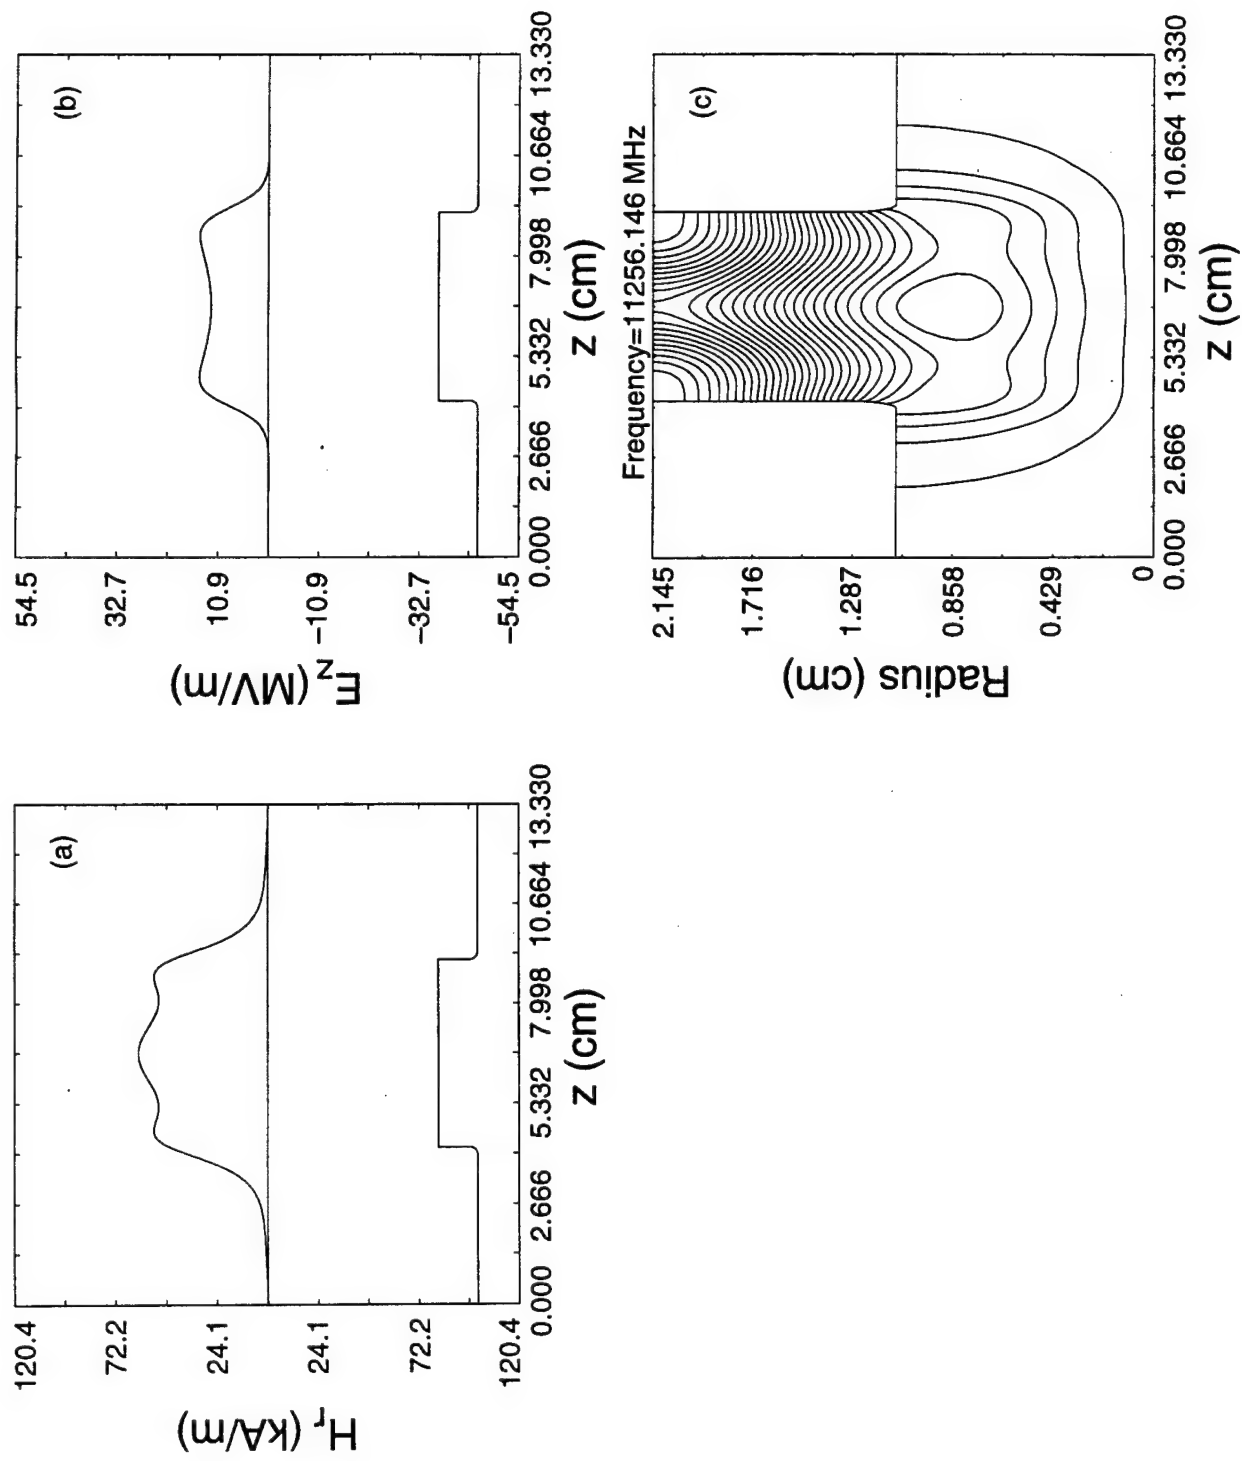 (a)
H_r (kA/m)
120.4
72.2
24.1
24.1
72.2
120.4
0.000 2.666 5.332 7.998 10.664 13.330
z (cm)
(b)
E_z (MV/m)
54.5
32.7
10.9
−10.9
−32.7
−54.5
0.000 2.666 5.332 7.998 10.664 13.330
z (cm)
Frequency=11256.146 MHz
(c)
Radius (cm)
2.145
1.716
1.287
0.858
0.429
0
0.000 2.666 5.332 7.998 10.664 13.330
z (cm)